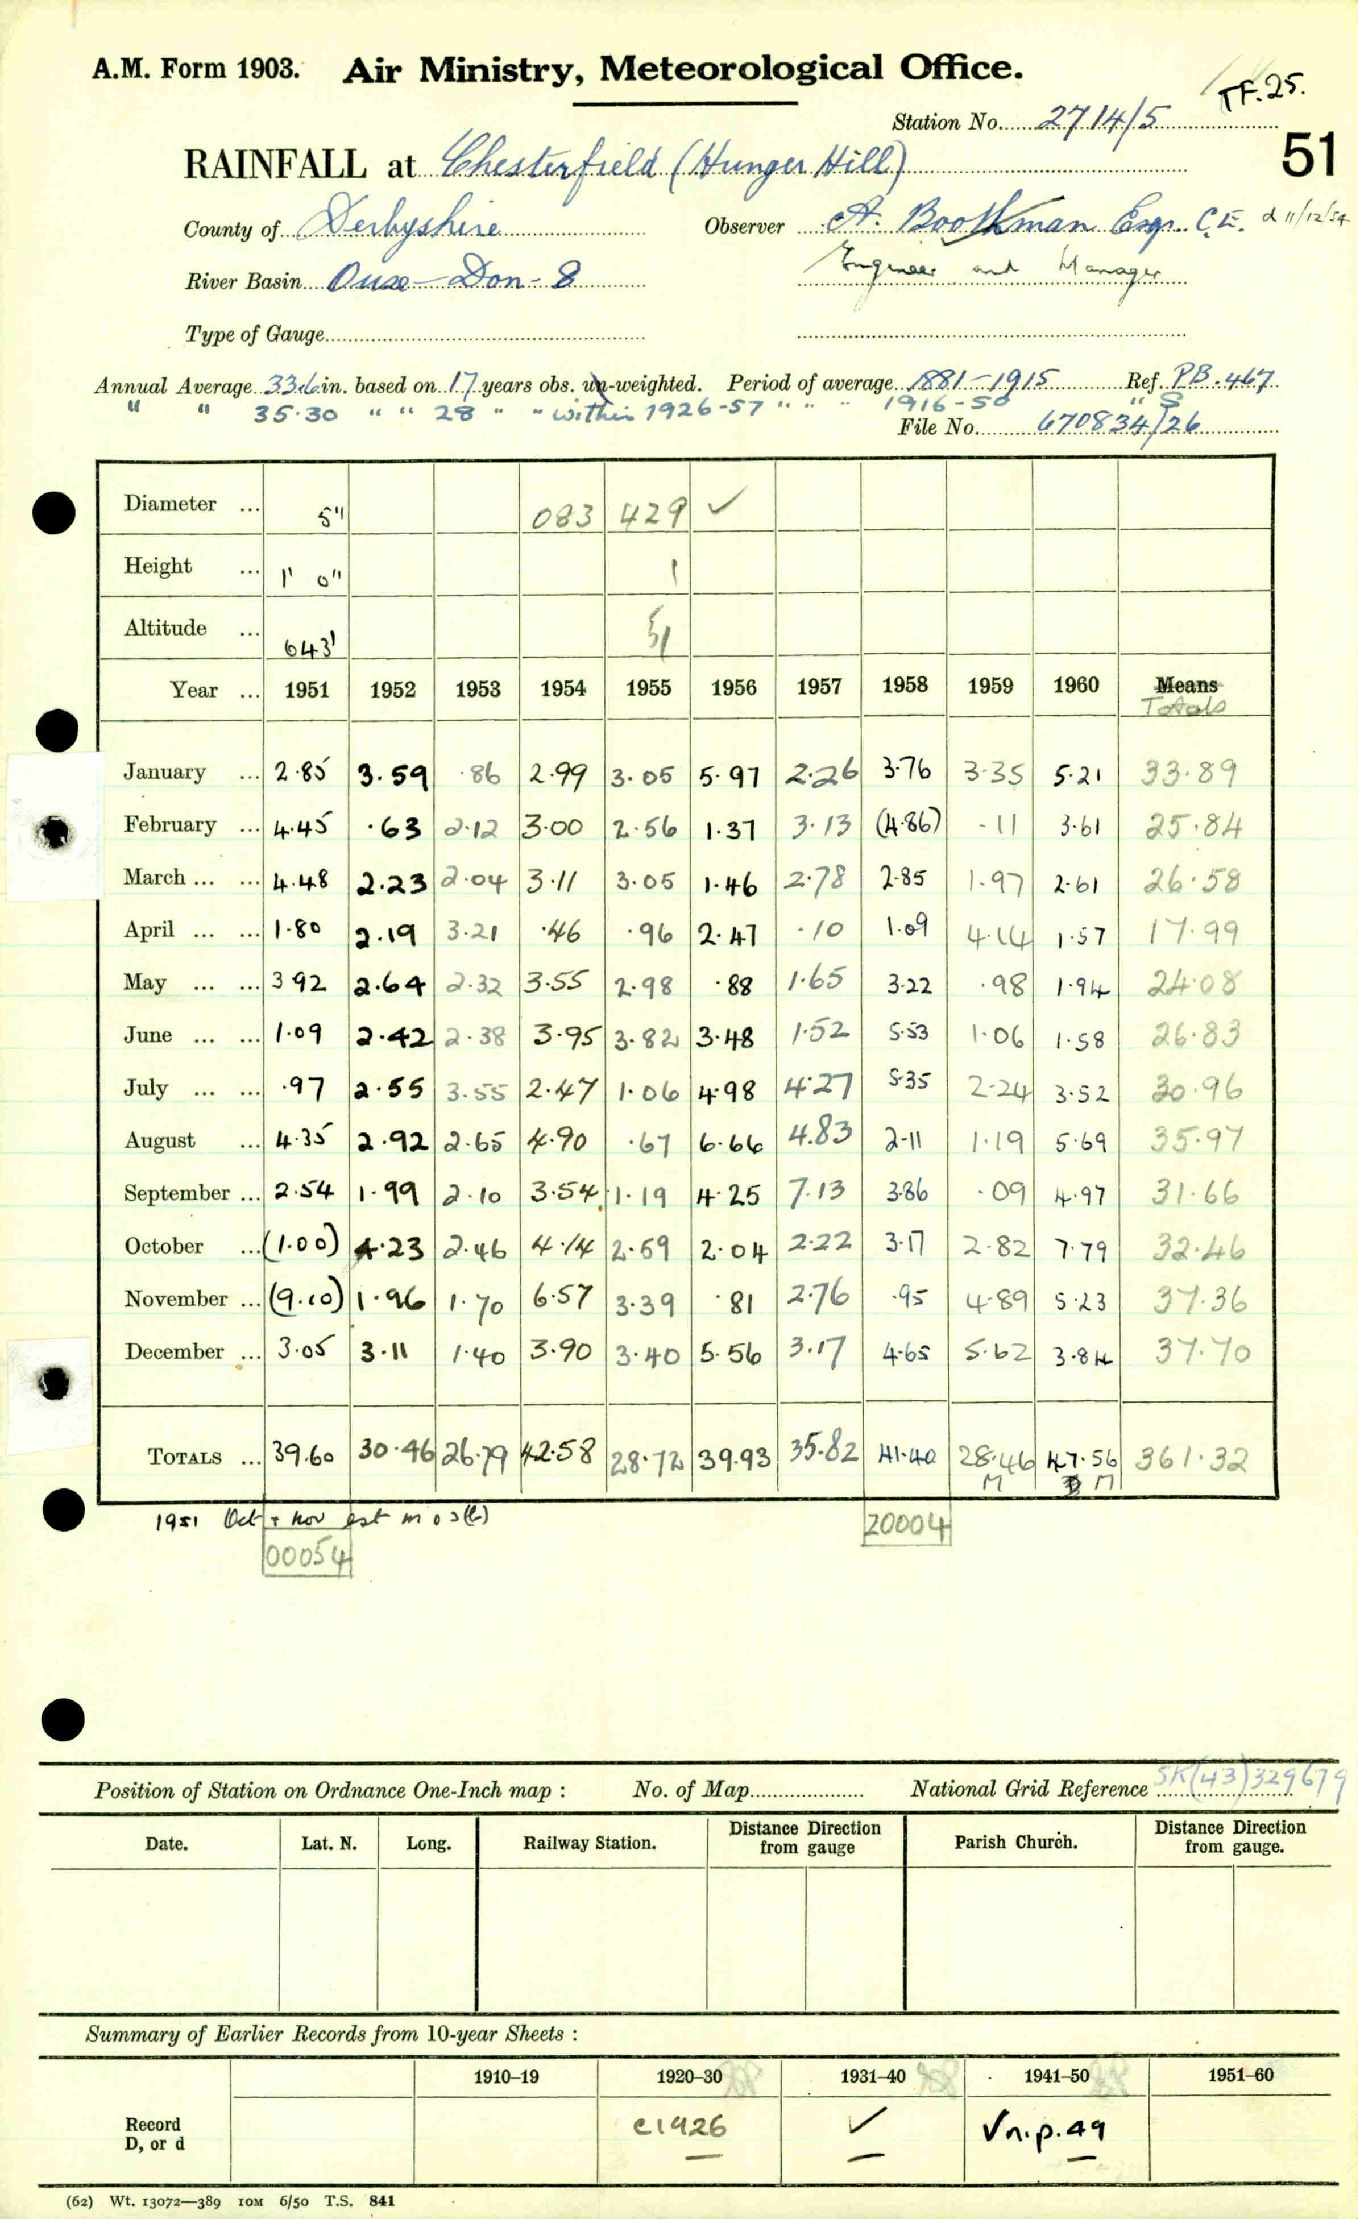 A.M. Form 1903. Air Ministry, Meteorological Office.
TF.25.
Station No. 2714/5
51
RAINFALL at Chesterfield (Hunger Hill)
County of Derbyshire Observer A. Boothman Esqr. C.E. d 11/12/54
River Basin Ouse-Don-8 Engineer and Manager
Type of Gauge
Annual Average 33.6 in. based on 17 years obs. un-weighted. Period of average 1881-1915 Ref. PB.467
" " 35.30 " " 28 " " within 1926-57 " " " 1916-50 " S
File No. 670834/26
Diameter ... 5" 083 429 ✓
Height ... 1' 0" 1
Altitude ... 643' 51
Year ... 1951 1952 1953 1954 1955 1956 1957 1958 1959 1960 Means
Totals
January ... 2.85 3.59 .86 2.99 3.05 5.97 2.26 3.76 3.35 5.21 33.89
February ... 4.45 .63 2.12 3.00 2.56 1.37 3.13 (4.86) .11 3.61 25.84
March ... ... 4.48 2.23 2.04 3.11 3.05 1.46 2.78 2.85 1.97 2.61 26.58
April ... ... 1.80 2.19 3.21 .46 .96 2.47 .10 1.09 4.14 1.57 17.99
May ... ... 3 92 2.64 2.32 3.55 2.98 .88 1.65 3.22 .98 1.94 24.08
June ... ... 1.09 2.42 2.38 3.95 3.82 3.48 1.52 5.53 1.06 1.58 26.83
July ... ... .97 2.55 3.55 2.47 1.06 4.98 4.27 5.35 2.24 3.52 30.96
August ... 4.35 2.92 2.65 4.90 .67 6.66 4.83 2.11 1.19 5.69 35.97
September ... 2.54 1.99 2.10 3.54 1.19 4.25 7.13 3.86 .09 4.97 31.66
October ... (1.00) 4.23 2.46 4.14 2.59 2.04 2.22 3.17 2.82 7.79 32.46
November ... (9.10) 1.96 1.70 6.57 3.39 .81 2.76 .95 4.89 5.23 37.36
December ... 3.05 3.11 1.40 3.90 3.40 5.56 3.17 4.65 5.62 3.84 37.70
TOTALS ... 39.60 30.46 26.79 42.58 28.72 39.93 35.82 41.40 28.46 47.56 361.32
M M
1951 Oct + Nov est m o 3(b)
00054 20004
Position of Station on Ordnance One-Inch map : No. of Map National Grid Reference SK(43)329679
Date. Lat. N. Long. Railway Station. Distance Direction from gauge Parish Church. Distance Direction from gauge.
Summary of Earlier Records from 10-year Sheets :
1910–19 1920–30 1931–40 1941–50 1951–60
Record D, or d c1926 ✓ ✓n.p.49
(62) Wt. 13072—389 10M 6/50 T.S. 841